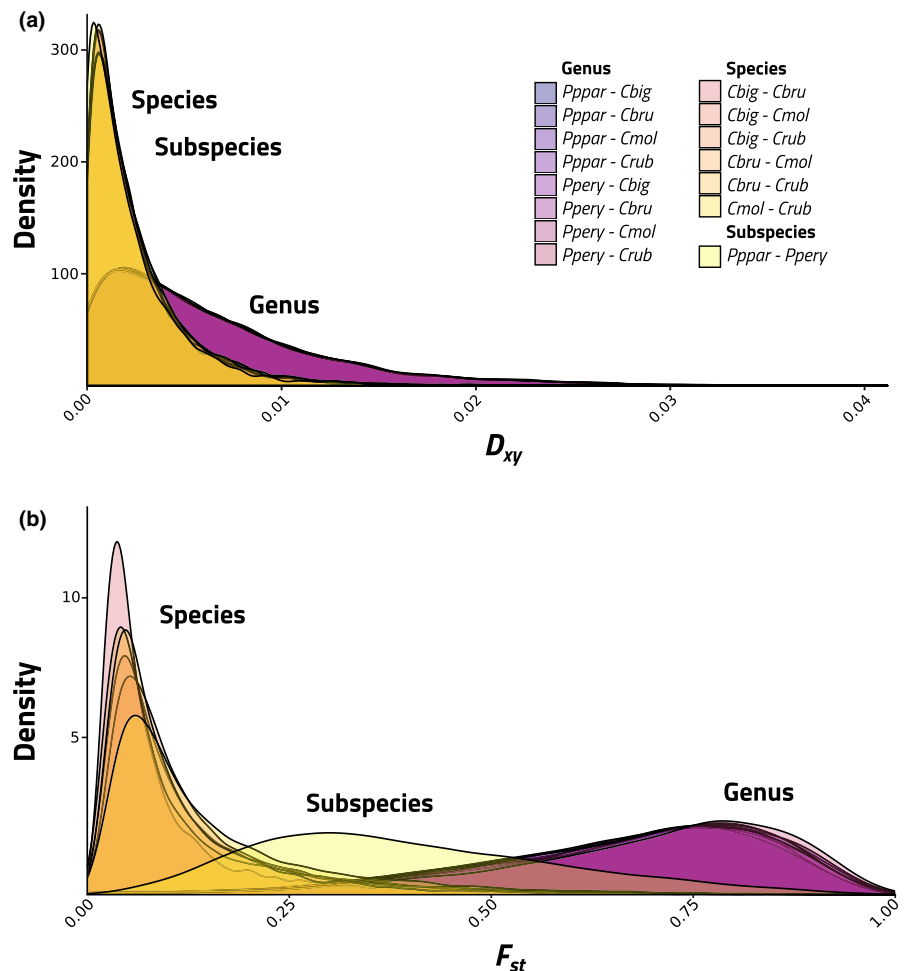 (a)
300
200
100
Density
Species
Subspecies
Genus
Genus
Pppar - Cbig
Pppar - Cbru
Pppar - Cmol
Pppar - Crub
Ppery - Cbig
Ppery - Cbru
Ppery - Cmol
Ppery - Crub
Species
Cbig - Cbru
Cbig - Cmol
Cbig - Crub
Cbru - Cmol
Cbru - Crub
Cmol - Crub
Subspecies
Pppar - Ppery
0.00
0.01
0.02
0.03
0.04
Dxy
(b)
10
5
Density
Species
Subspecies
Genus
0.00
0.25
0.50
0.75
1.00
Fst